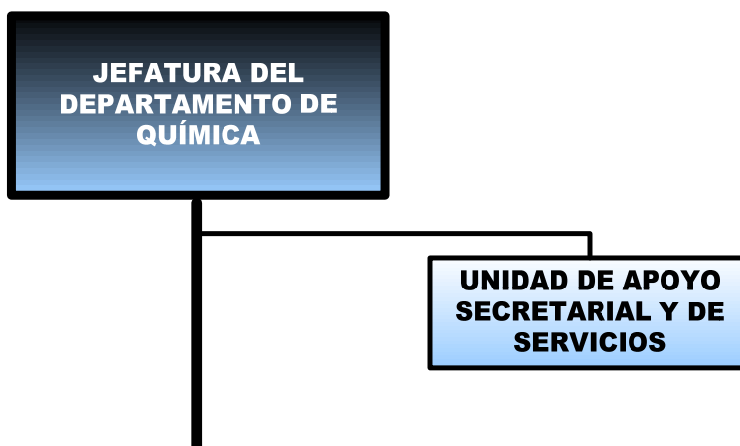 JEFATURA DEL
DEPARTAMENTO DE
QUÍMICA
UNIDAD DE APOYO
SECRETARIAL Y DE
SERVICIOS